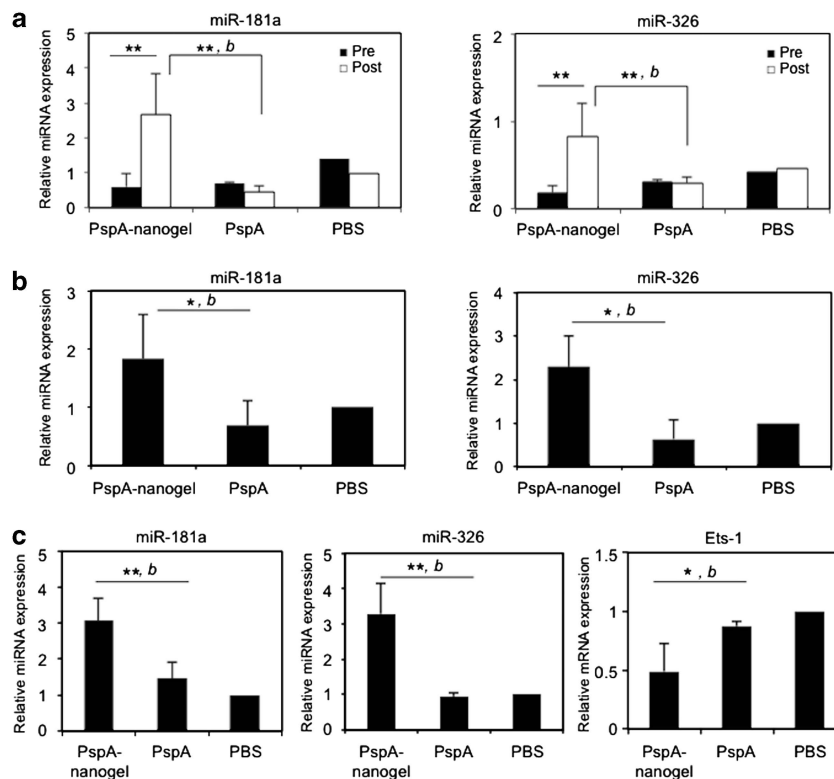 a
miR-181a
Relative miRNA expression
5
4
3
2
1
0
**
**, b
Pre
Post
PspA-nanogel PspA PBS
miR-326
Relative miRNA expression
2
1
0
**
**, b
Pre
Post
PspA-nanogel PspA PBS
b
miR-181a
Relative miRNA expression
3
2
1
0
*, b
PspA-nanogel PspA PBS
miR-326
Relative miRNA expression
4
3
2
1
0
*, b
PspA-nanogel PspA PBS
c
miR-181a
Relative miRNA expression
5
4
3
2
1
0
**, b
PspA-
nanogel PspA PBS
miR-326
Relative miRNA expression
5
4
3
2
1
0
**, b
PspA-
nanogel PspA PBS
Ets-1
Relative mRNA expression
1.5
1
0.5
0
*, b
PspA-
nanogel PspA PBS